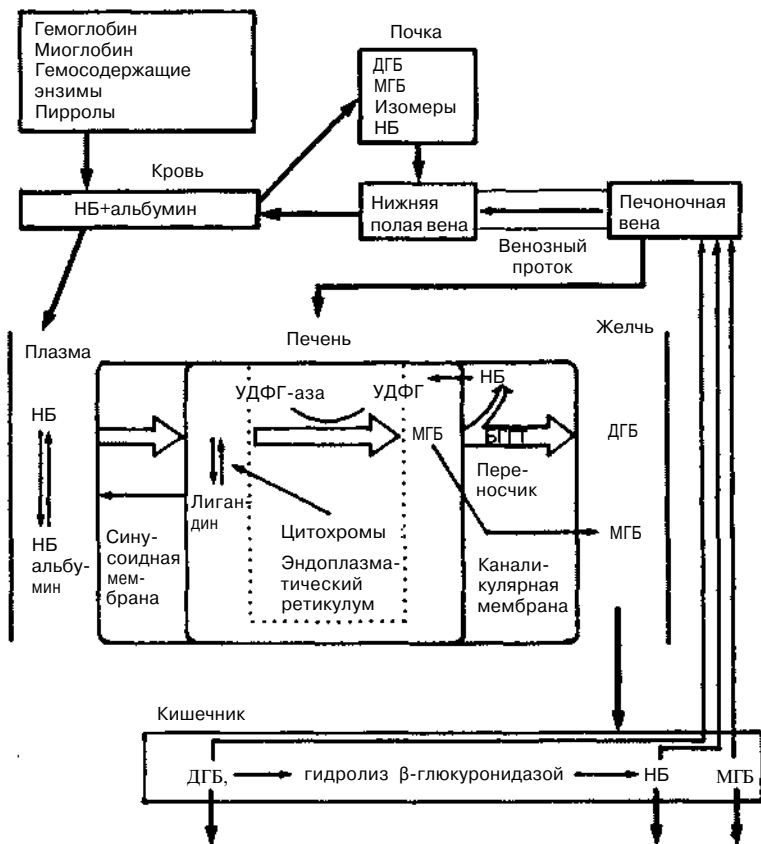 Гемоглобин
Миоглобин
Гемосодержащие
энзимы
Пирролы
Почка
ДГБ
МГБ
Изомеры
НБ
Кровь
НБ+альбумин
Нижняя
полая вена
Печоночная
вена
Венозный
проток
Плазма
Печень
Желчь
НБ
НБ
альбу-
мин
Сину-
соидная
мем-
брана
УДФГ-аза
УДФГ
НБ
МГБ
БГП
Пере-
носчик
Лиган-
дин
Цитохромы
Эндоплазма-
тический
ретикулум
Канали-
кулярная
мембрана
ДГБ
МГБ
Кишечник
ДГБ, гидролиз β-глюкуронидазой НБ МГБ